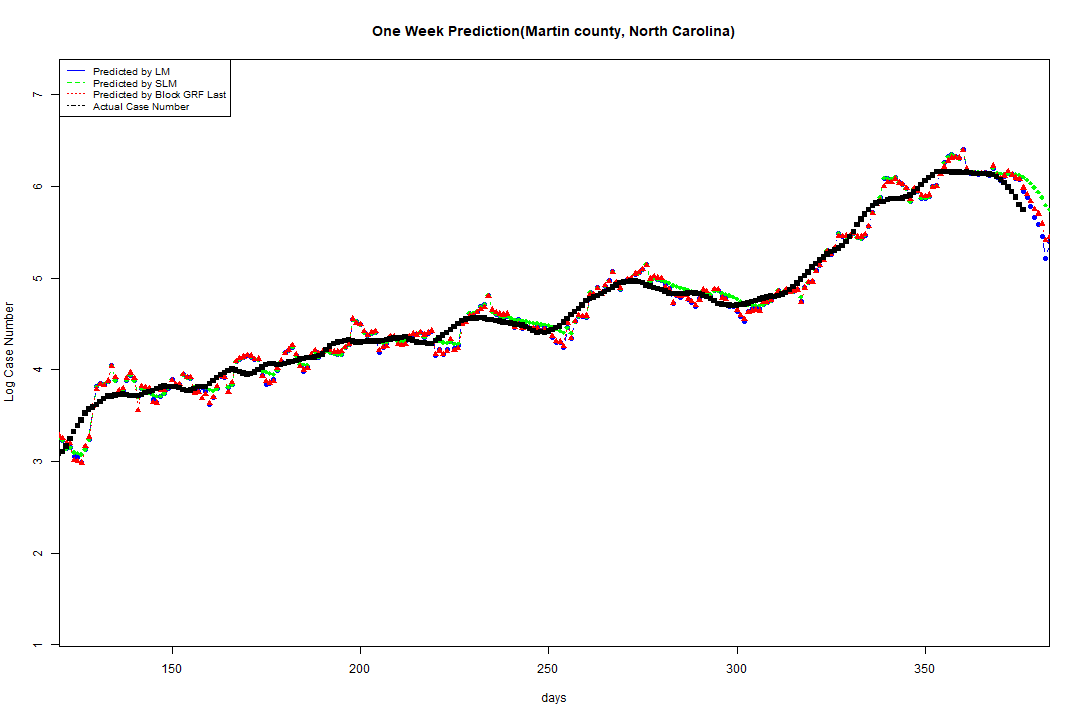 One Week Prediction(Martin county, North Carolina)
Predicted by LM
Predicted by SLM
Predicted by Block GRF Last
Actual Case Number
Log Case Number
7
6
5
4
3
2
1
150 200 250 300 350
days